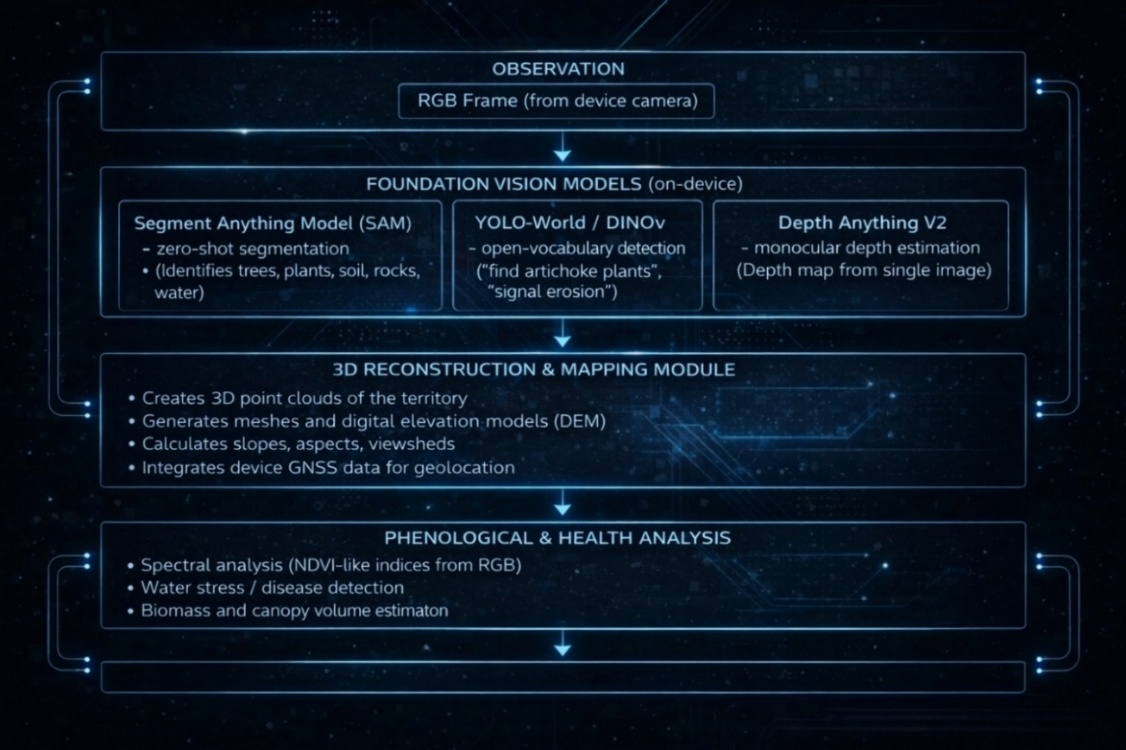 OBSERVATION
RGB Frame (from device camera)
FOUNDATION VISION MODELS (on-device)
Segment Anything Model (SAM)
- zero-shot segmentation
• (Identifies trees, plants, soil, rocks,
water)
YOLO-World / DINOv
- open-vocabulary detection
("find artichoke plants",
"signal erosion")
Depth Anything V2
- monocular depth estimation
(Depth map from single image)
3D RECONSTRUCTION & MAPPING MODULE
• Creates 3D point clouds of the territory
• Generates meshes and digital elevation models (DEM)
• Calculates slopes, aspects, viewsheds
• Integrates device GNSS data for geolocation
PHENOLOGICAL & HEALTH ANALYSIS
• Spectral analysis (NDVI-like indices from RGB)
• Water stress / disease detection
• Biomass and canopy volume estimaton